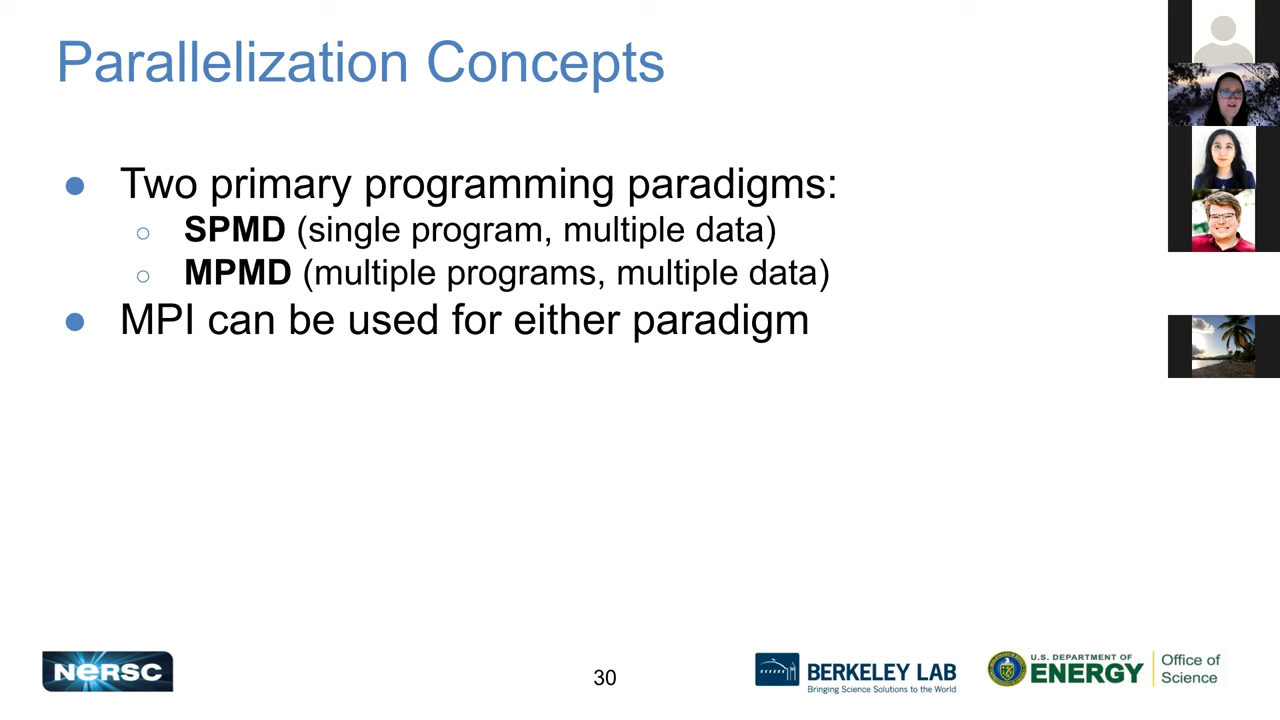 Parallelization Concepts
● Two primary programming paradigms:
○ SPMD (single program, multiple data)
○ MPMD (multiple programs, multiple data)
● MPI can be used for either paradigm
NERSC
30
BERKELEY LAB
Bringing Science Solutions to the World
U.S. DEPARTMENT OF
ENERGY
Office of
Science